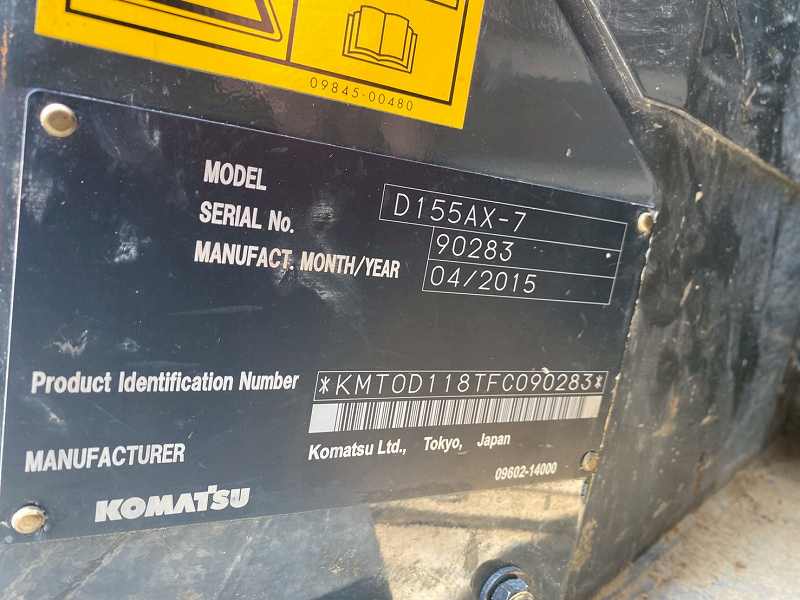 09845-00480
MODEL D155AX-7
SERIAL No. 90283
MANUFACT. MONTH/YEAR 04/2015
Product Identification Number *KMT0D118TFC090283*
MANUFACTURER Komatsu Ltd., Tokyo, Japan
09602-14000
KOMATSU